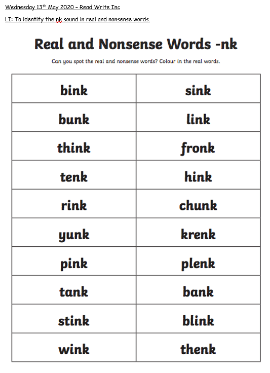 Wednesday 13th May 2020 – Read Write Inc
LI: To identify the nk sound in real and nonsense words.
Real and Nonsense Words -nk
Can you spot the real and nonsense words? Colour in the real words.
bink sink
bunk link
think fronk
tenk hink
rink chunk
yunk krenk
pink plenk
tank bank
stink blink
wink thenk